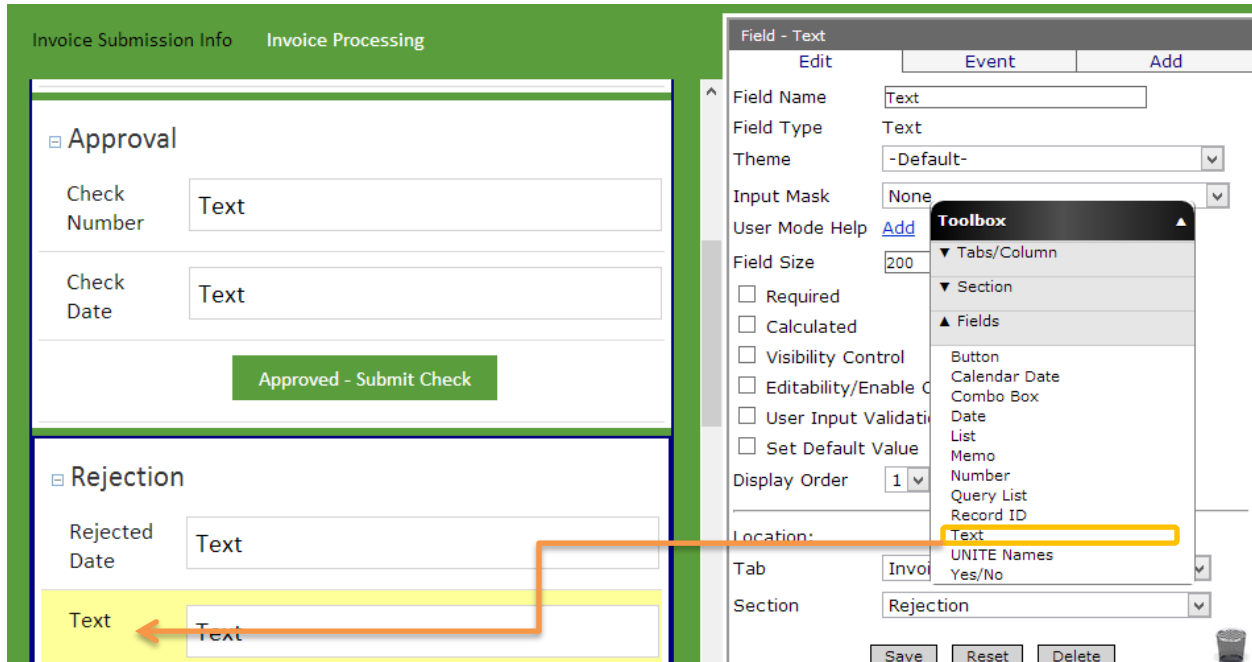 Invoice Submission Info Invoice Processing
Approval
Check
Number
Text
Check
Date
Text
Approved - Submit Check
Rejection
Rejected
Date
Text
Text
Text
Field - Text
Edit Event Add
Field Name Text
Field Type Text
Theme -Default-
Input Mask None
User Mode Help Add
Field Size 200
Required
Calculated
Visibility Control
Editability/Enable C
User Input Validati
Set Default Value
Display Order 1
Location:
Tab Invoi
Section Rejection
Save Reset Delete
Toolbox
Tabs/Column
Section
Fields
Button
Calendar Date
Combo Box
Date
List
Memo
Number
Query List
Record ID
Text
UNITE Names
Yes/No